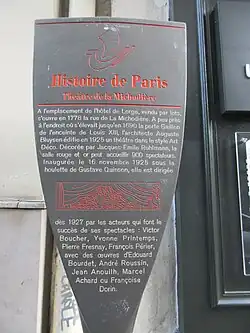 Histoire de Paris
Théâtre de la Michodière
A l'emplacement de l'hôtel de Lorge, vendu par lots,
s'ouvre en 1778 la rue de La Michodière. A peu près
à l'endroit où s'élevait jusqu'en 1690 la porte Gaillon
de l'enceinte de Louis XIII, l'architecte Auguste
Bluysen édifie en 1925 un théâtre dans le style Art
Déco. Décorée par Jacques-Emile Ruhlmann, la
salle rouge et or peut accueillir 900 spectateurs.
Inaugurée le 16 novembre 1925 sous la
houlette de Gustave Quinson, elle est dirigée
dès 1927 par les acteurs qui font le
succès de ses spectacles : Victor
Boucher, Yvonne Printemps,
Pierre Fresnay, François Périer,
avec des œuvres d'Edouard
Bourdet, André Roussin,
Jean Anouilh, Marcel
Achard ou Françoise
Dorin.